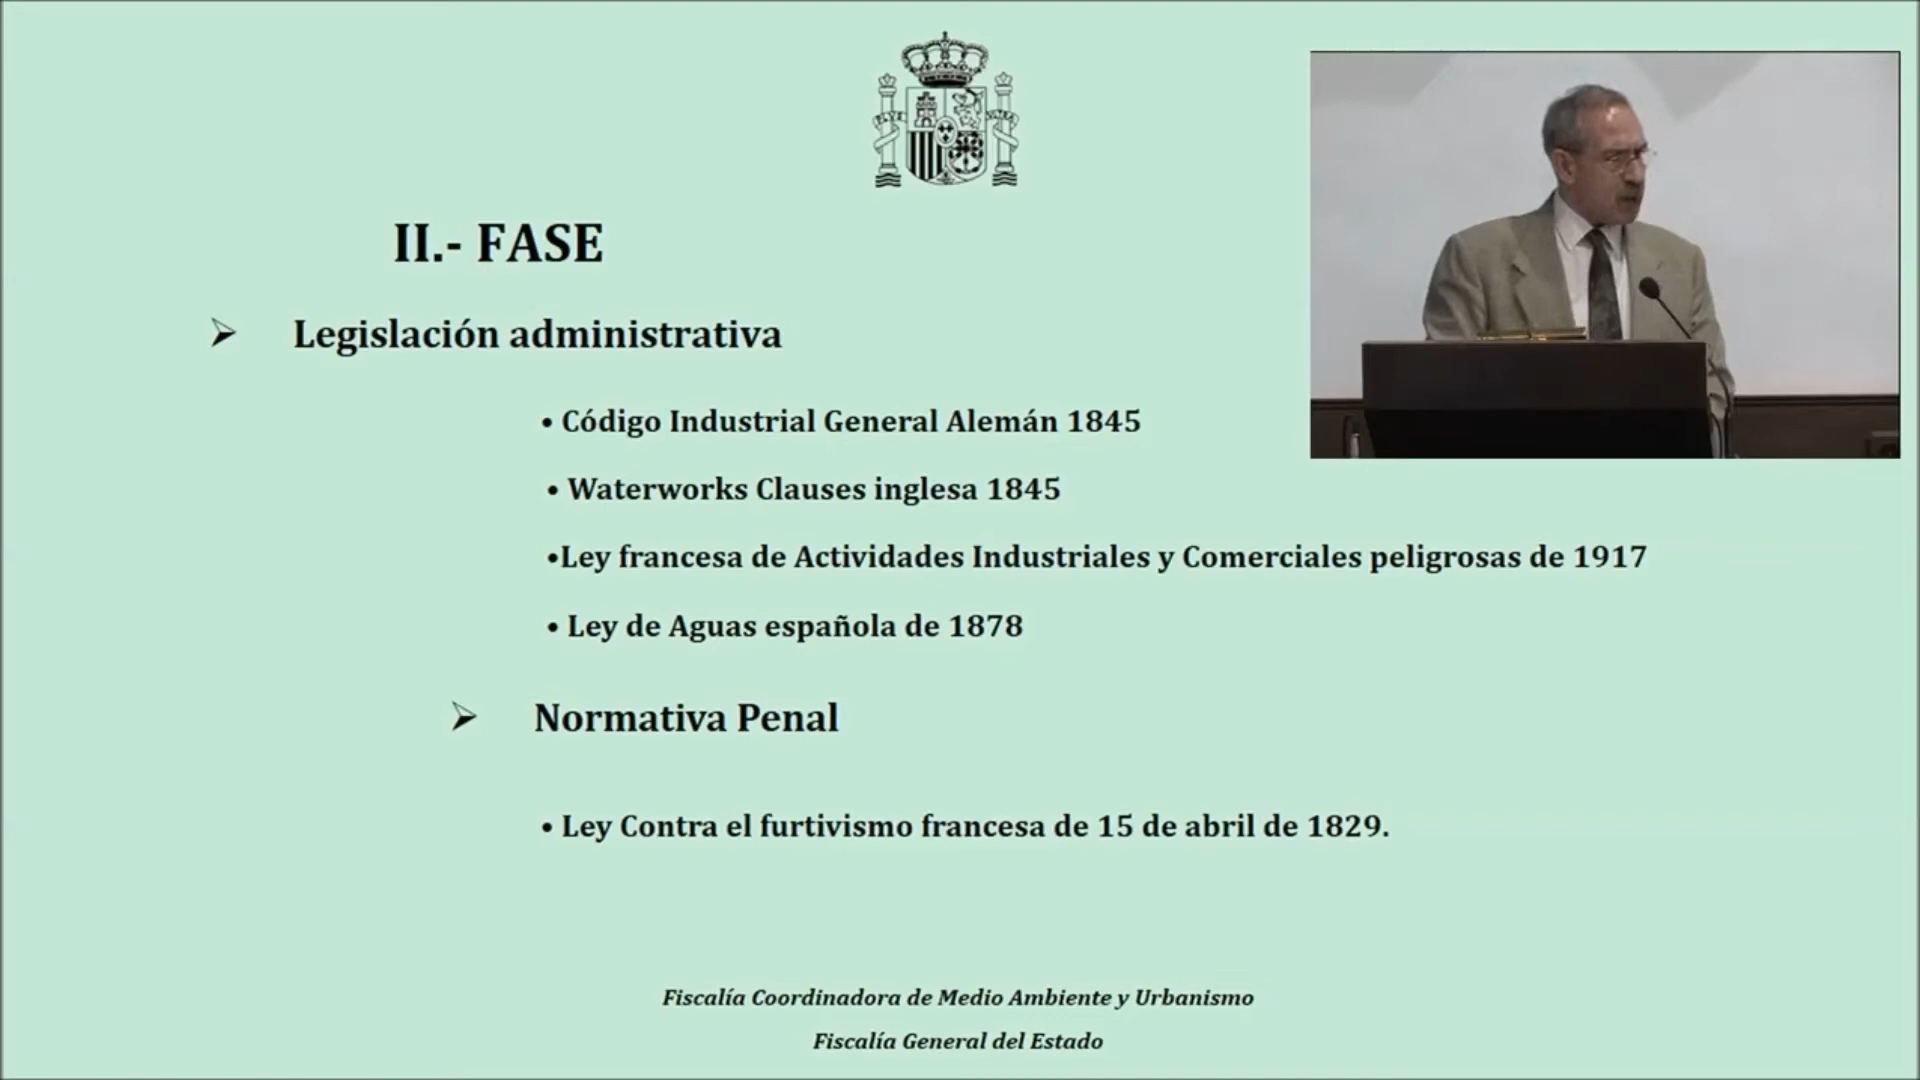 II.- FASE
➢ Legislación administrativa
• Código Industrial General Alemán 1845
• Waterworks Clauses inglesa 1845
•Ley francesa de Actividades Industriales y Comerciales peligrosas de 1917
• Ley de Aguas española de 1878
➢ Normativa Penal
• Ley Contra el furtivismo francesa de 15 de abril de 1829.
Fiscalía Coordinadora de Medio Ambiente y Urbanismo
Fiscalía General del Estado